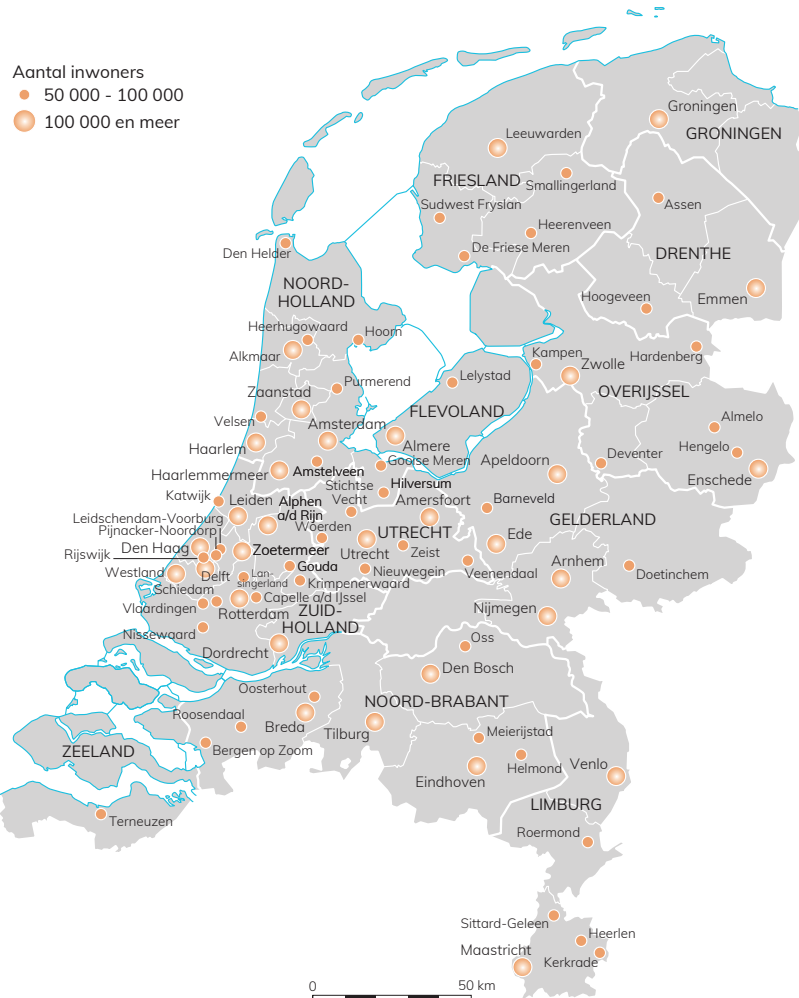 Aantal inwoners
50 000 - 100 000
100 000 en meer
Groningen
GRONINGEN
Leeuwarden
FRIESLAND
Smallingerland
Sudwest Fryslan
Assen
Heerenveen
De Friese Meren
DRENTHE
Den Helder
NOORD-
HOLLAND
Hoogeveen
Emmen
Heerhugowaard
Hoorn
Alkmaar
Kampen
Zwolle
Hardenberg
Lelystad
Purmerend
Zaanstad
OVERIJSSEL
FLEVOLAND
Velsen
Amsterdam
Almelo
Haarlem
Almere
Hengelo
Gooise Meren
Apeldoorn
Deventer
Haarlemmermeer
Amstelveen
Enschede
Stichtse
Vecht
Hilversum
Katwijk
Leiden
Alphen
a/d Rijn
Amersfoort
Barneveld
Leidschendam-Voorburg
Pijnacker-Noordorp
Woerden
GELDERLAND
Den Haag
UTRECHT
Ede
Rijswijk
Zoetermeer
Utrecht
Zeist
Westland
Delft
Lan-
singerland
Gouda
Nieuwegein
Veenendaal
Arnhem
Doetinchem
Schiedam
Krimpenerwaard
Capelle a/d IJssel
Vlaardingen
Rotterdam
ZUID-
HOLLAND
Nijmegen
Nissewaard
Dordrecht
Oss
Den Bosch
Oosterhout
NOORD-BRABANT
Roosendaal
Breda
Tilburg
Meierijstad
ZEELAND
Bergen op Zoom
Helmond
Venlo
Eindhoven
LIMBURG
Terneuzen
Roermond
Sittard-Geleen
Heerlen
Maastricht
Kerkrade
0
50 km